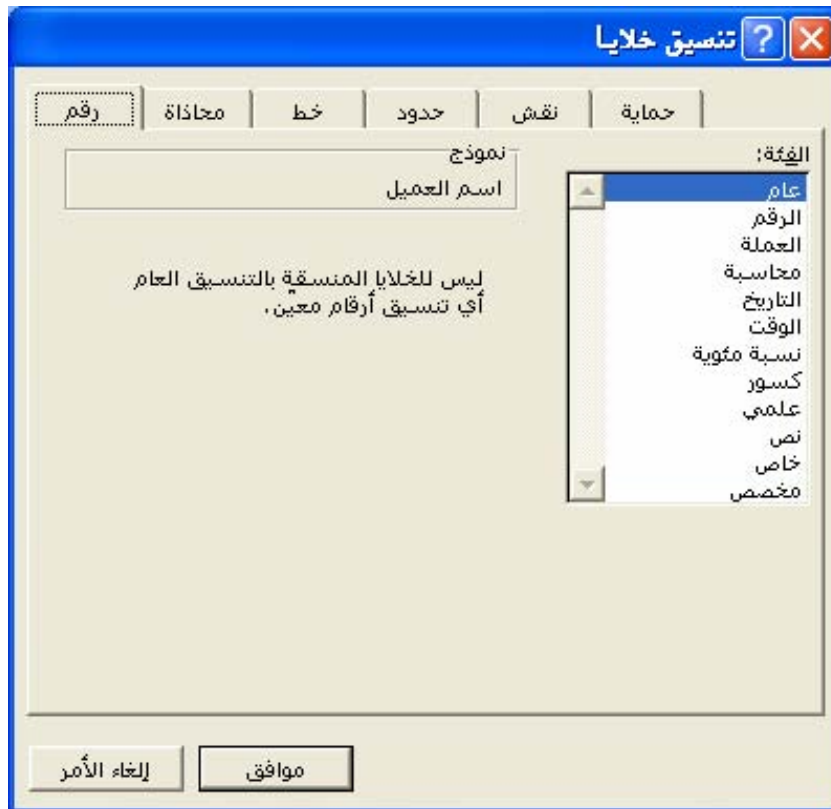 تنسيق خلايا
رقم
محاذاة
خط
حدود
نقش
حماية
الفئة:
عام
الرقم
العملة
محاسبة
التاريخ
الوقت
نسبة مئوية
كسور
علمي
نص
خاص
مخصص
نموذج
اسم العميل
ليس للخلايا المنسقة بالتنسيق العام
أي تنسيق أرقام معين.
موافق
إلغاء الأمر